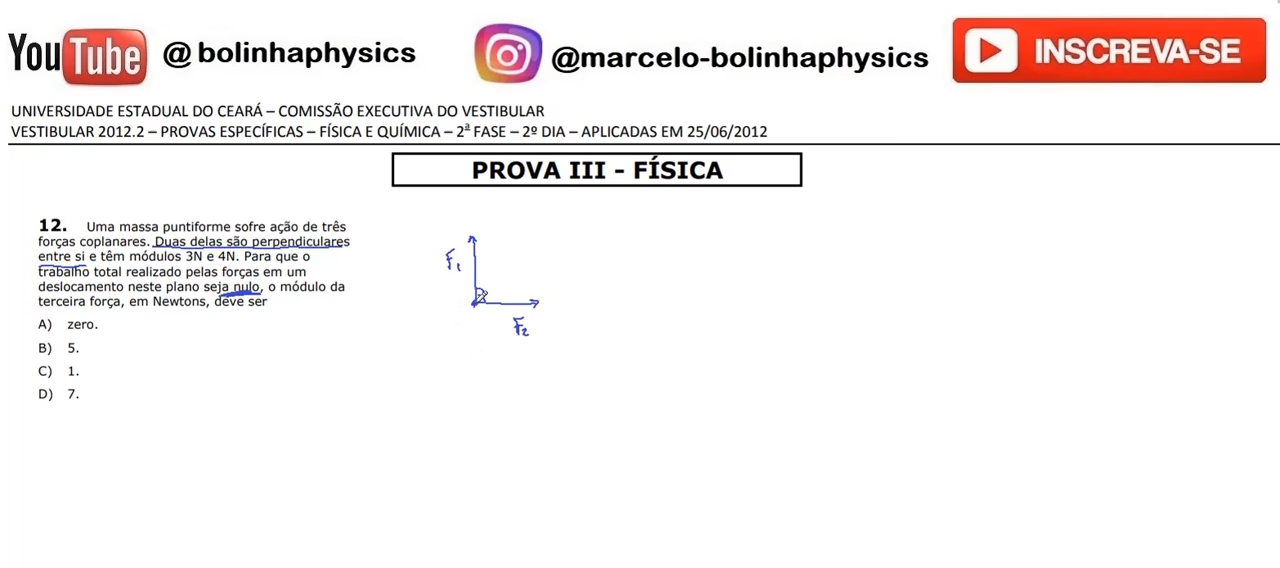 YouTube @bolinhaphysics @marcelo-bolinhaphysics INSCREVA-SE
UNIVERSIDADE ESTADUAL DO CEARÁ – COMISSÃO EXECUTIVA DO VESTIBULAR
VESTIBULAR 2012.2 – PROVAS ESPECÍFICAS – FÍSICA E QUÍMICA – 2ª FASE – 2º DIA – APLICADAS EM 25/06/2012
PROVA III - FÍSICA
12. Uma massa puntiforme sofre ação de três
forças coplanares. Duas delas são perpendiculares
entre si e têm módulos 3N e 4N. Para que o
trabalho total realizado pelas forças em um
deslocamento neste plano seja nulo, o módulo da
terceira força, em Newtons, deve ser
A) zero.
B) 5.
C) 1.
D) 7.
F1
F2